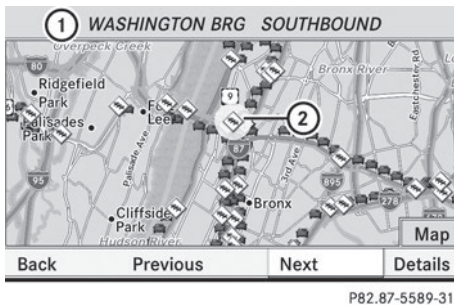 1 WASHINGTON BRG SOUTHBOUND
Overpeck Creek
80
Ridgefield
Park
9
Bronx River
Eastchester Rd
Fo
Lee
2
Palisades
Park
Palisade Ave
87
3rd Ave
95
895
278
Cliffside
Park
Bronx
Hudson River
Map
Back Previous Next Details
P82.87-5589-31